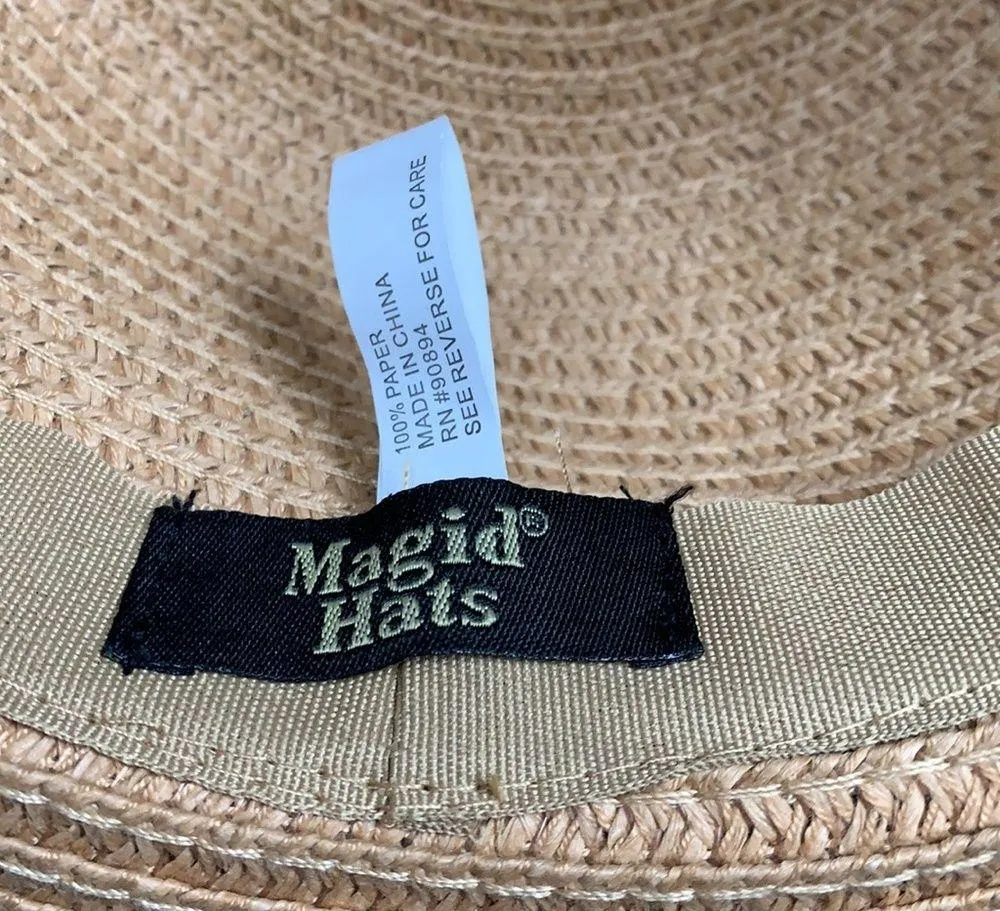 100% PAPER
MADE IN CHINA
RN #90894
SEE REVERSE FOR CARE
Magid®
Hats